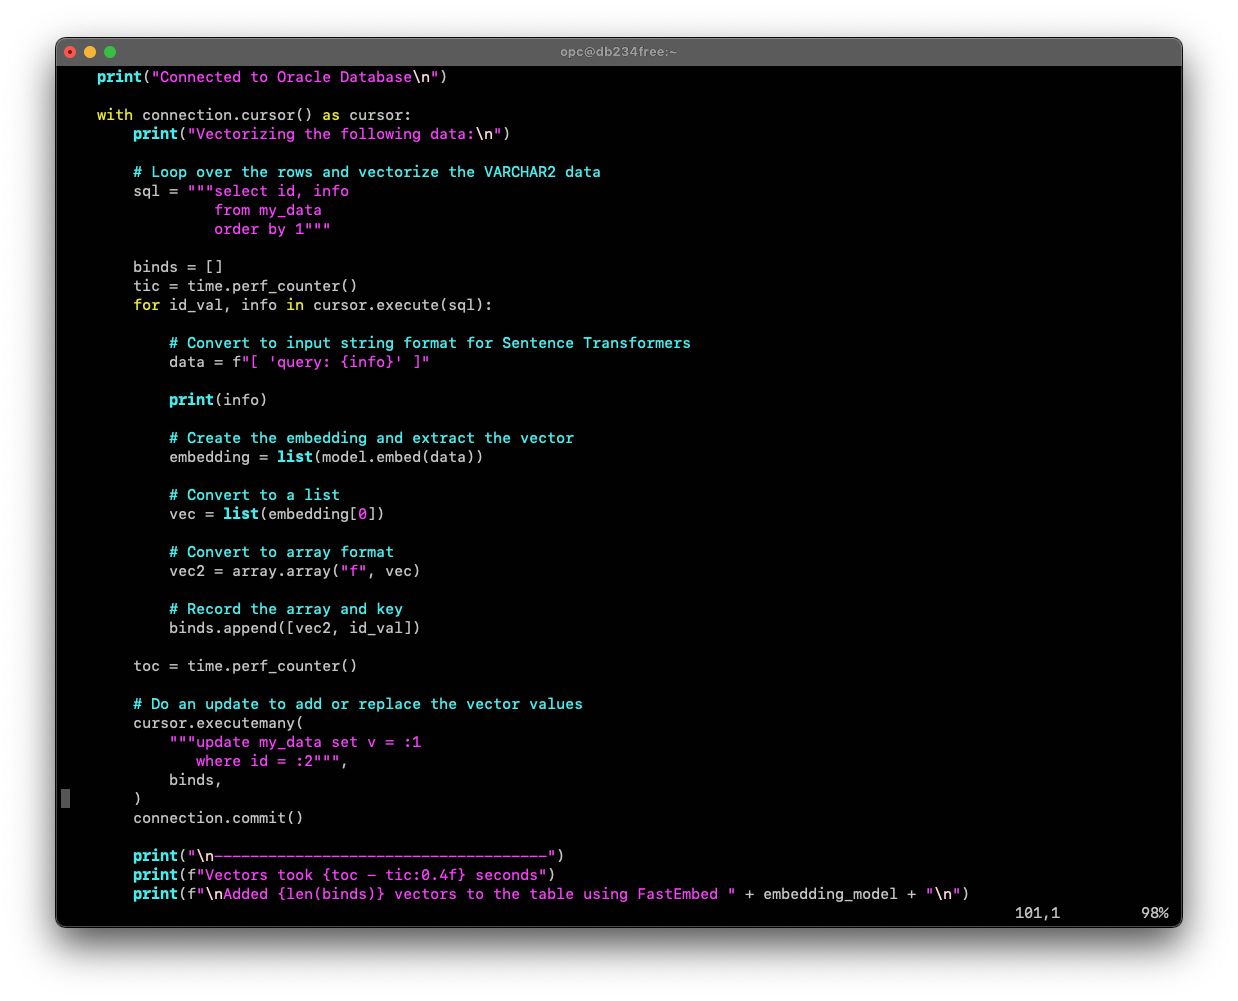 opc@db234free:~
print("Connected to Oracle Database\n")
with connection.cursor() as cursor:
print("Vectorizing the following data:\n")
# Loop over the rows and vectorize the VARCHAR2 data
sql = """select id, info
from my_data
order by 1"""
binds = []
tic = time.perf_counter()
for id_val, info in cursor.execute(sql):
# Convert to input string format for Sentence Transformers
data = f"[ 'query: {info}' ]"
print(info)
# Create the embedding and extract the vector
embedding = list(model.embed(data))
# Convert to a list
vec = list(embedding[0])
# Convert to array format
vec2 = array.array("f", vec)
# Record the array and key
binds.append([vec2, id_val])
toc = time.perf_counter()
# Do an update to add or replace the vector values
cursor.executemany(
"""update my_data set v = :1
where id = :2""",
binds,
)
connection.commit()
print("\n-------------------------------------")
print(f"Vectors took {toc - tic:0.4f} seconds")
print(f"\nAdded {len(binds)} vectors to the table using FastEmbed " + embedding_model + "\n")
101,1 98%